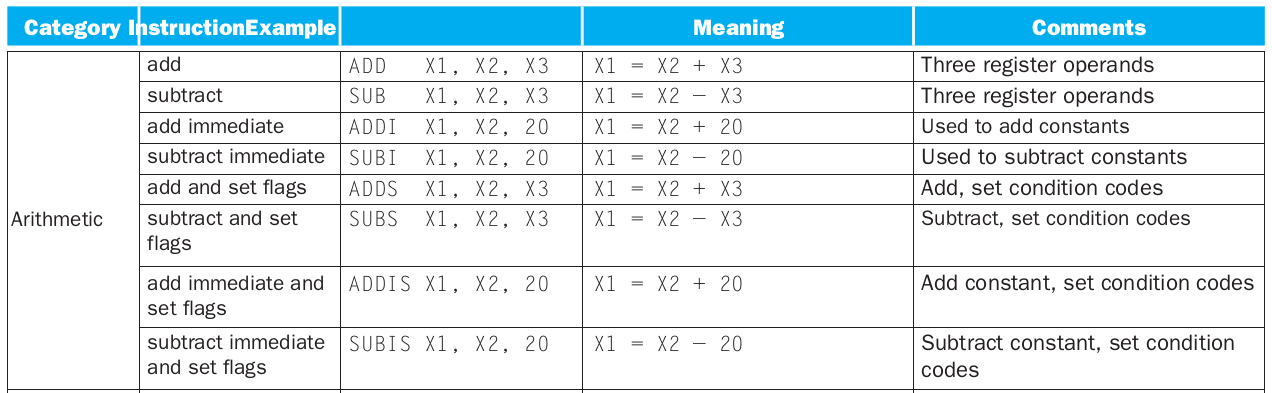 Category InstructionExample Meaning Comments
Arithmetic
add ADD X1, X2, X3 X1 = X2 + X3 Three register operands
subtract SUB X1, X2, X3 X1 = X2 − X3 Three register operands
add immediate ADDI X1, X2, 20 X1 = X2 + 20 Used to add constants
subtract immediate SUBI X1, X2, 20 X1 = X2 − 20 Used to subtract constants
add and set flags ADDS X1, X2, X3 X1 = X2 + X3 Add, set condition codes
subtract and set SUBS X1, X2, X3 X1 = X2 − X3 Subtract, set condition codes
flags
add immediate and ADDIS X1, X2, 20 X1 = X2 + 20 Add constant, set condition codes
set flags
subtract immediate SUBIS X1, X2, 20 X1 = X2 − 20 Subtract constant, set condition
and set flags codes